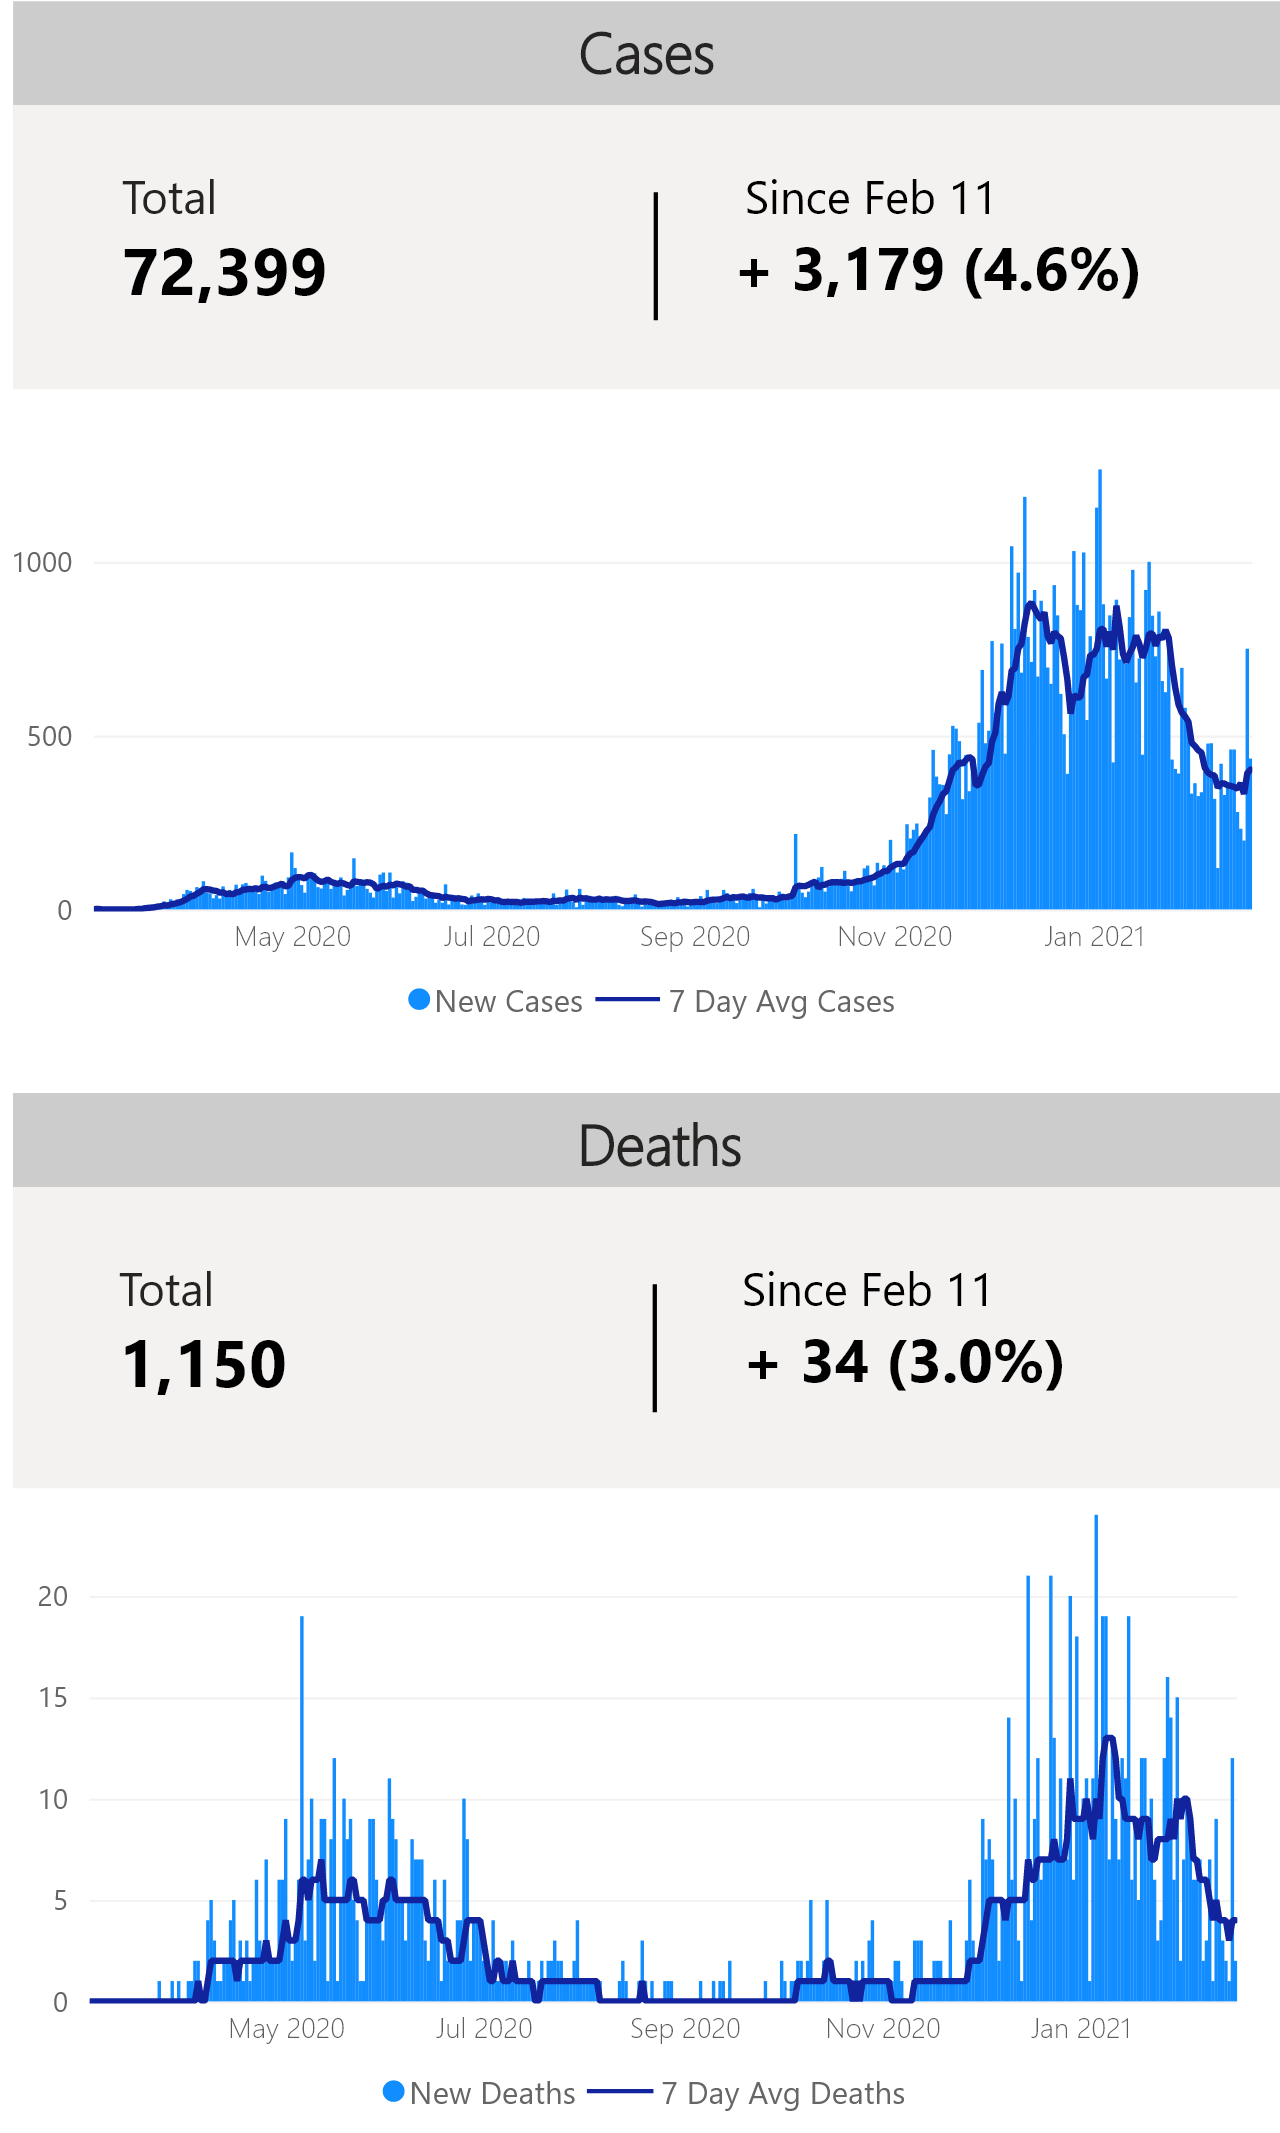 Cases
Total
Since Feb 11
72,399
+ 3,179 (4.6%)
1000
500
0
May 2020
Jul 2020
Sep 2020
Nov 2020
Jan 2021
New Cases
7 Day Avg Cases
Deaths
Total
Since Feb 11
1,150
+ 34 (3.0%)
20
15
10
5
0
May 2020
Jul 2020
Sep 2020
Nov 2020
Jan 2021
New Deaths
7 Day Avg Deaths